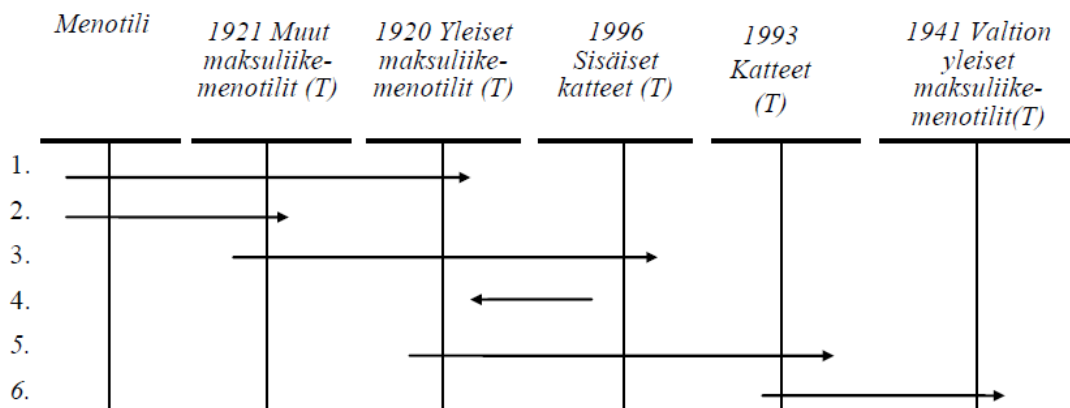 Menotili
1921 Muut
maksuliike-
menotilit (T)
1920 Yleiset
maksuliike-
menotilit (T)
1996
Sisäiset
katteet (T)
1993
Katteet
(T)
1941 Valtion
yleiset
maksuliike-
menotilit(T)
1.
2.
3.
4.
5.
6.